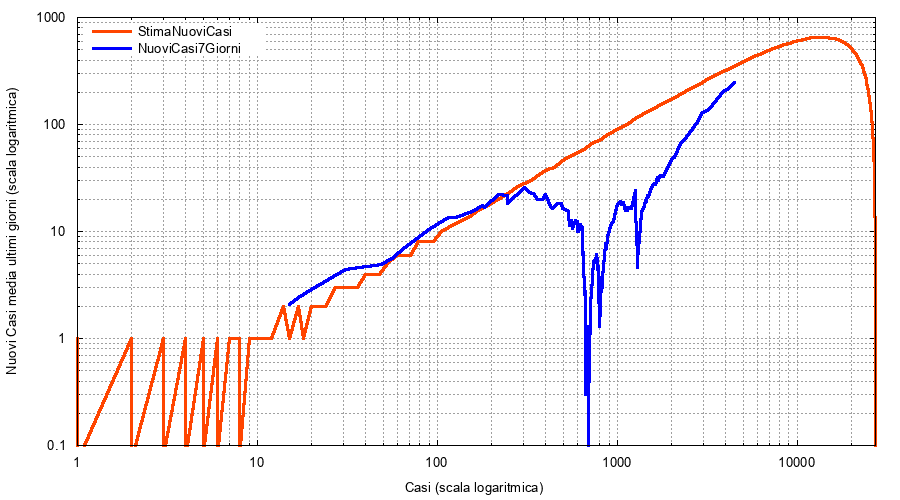 1000
StimaNuoviCasi
NuoviCasi7Giorni
100
10
1
0.1
Nuovi Casi media ultimi giorni (scala logaritmica)
1 10 100 1000 10000
Casi (scala logaritmica)